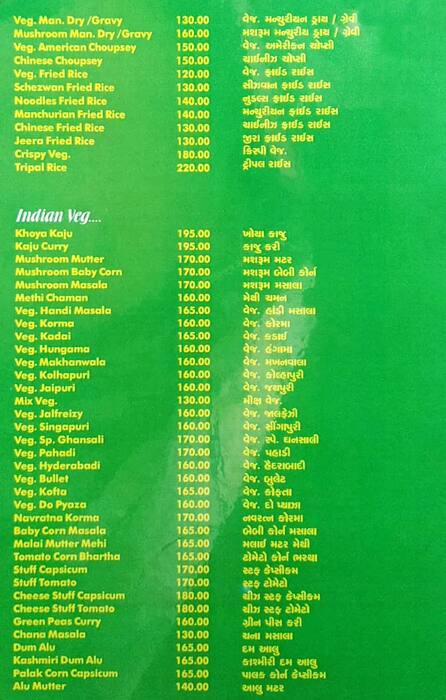 Veg. Man. Dry /Gravy 130.00 વેજ. મન્ચુરીયન ડ્રાય / ગ્રેવી
Mushroom Man. Dry /Gravy 160.00 મશરૂમ મન્ચુરીય ડ્રાય / ગ્રેવી
Veg. American Choupsey 150.00 વેજ. અમેરીકન ચોપ્સી
Chinese Choupsey 150.00 ચાઈનીઝ ચોપ્સી
Veg. Fried Rice 120.00 વેજ. ફ્રાઈડ રાઈસ
Schezwan Fried Rice 130.00 સીઝવાન ફ્રાઈડ રાઈસ
Noodles Fried Rice 140.00 નુડલ્સ ફ્રાઈડ રાઈસ
Manchurian Fried Rice 140.00 મન્ચુરીયન ફ્રાઈડ રાઈસ
Chinese Fried Rice 130.00 ચાઈનીઝ ફ્રાઈડ રાઈસ
Jeera Fried Rice 130.00 જીરા ફ્રાઈડ રાઈસ
Crispy Veg. 180.00 ક્રિસ્પી વેજ.
Tripal Rice 220.00 ટ્રીપલ રાઈસ
Indian Veg....
Khoya Kaju 195.00 ખોયા કાજુ
Kaju Curry 195.00 કાજુ કરી
Mushroom Mutter 170.00 મશરૂમ મટર
Mushroom Baby Corn 170.00 મશરૂમ બેબી કોર્ન
Mushroom Masala 170.00 મશરૂમ મસાલા
Methi Chaman 160.00 મેથી ચમન
Veg. Handi Masala 165.00 વેજ. હાંડી મસાલા
Veg. Korma 160.00 વેજ. કોરમા
Veg. Kadai 165.00 વેજ. કડાઈ
Veg. Hungama 160.00 વેજ. હંગામા
Veg. Makhanwala 160.00 વેજ. મખનવાલા
Veg. Kolhapuri 160.00 વેજ. કોલ્હાપુરી
Veg. Jaipuri 160.00 વેજ. જયપુરી
Mix Veg. 130.00 મીક્ષ વેજ.
Veg. Jalfreizy 160.00 વેજ. જાલફ્રેઝી
Veg. Singapuri 160.00 વેજ. સીંગાપુરી
Veg. Sp. Ghansali 170.00 વેજ. સ્પે. ઘનસાલી
Veg. Pahadi 170.00 વેજ. પહાડી
Veg. Hyderabadi 160.00 વેજ. હૈદરાબાદી
Veg. Bullet 160.00 વેજ. બુલેટ
Veg. Kofta 165.00 વેજ. કોફતા
Veg. Do Pyaza 160.00 વેજ. દો પ્યાઝા
Navratna Korma 170.00 નવરત્ન કોરમા
Baby Corn Masala 165.00 બેબી કોર્ન મસાલા
Malai Mutter Mehi 165.00 મલાઈ મટર મેથી
Tomato Corn Bhartha 165.00 ટોમેટો કોર્ન ભરથા
Stuff Capsicum 170.00 સ્ટફ કેપ્સીકમ
Stuff Tomato 170.00 સ્ટફ ટોમેટો
Cheese Stuff Capsicum 180.00 ચીઝ સ્ટફ કેપ્સીકમ
Cheese Stuff Tomato 180.00 ચીઝ સ્ટફ ટોમેટો
Green Peas Curry 160.00 ગ્રીન પીસ કરી
Chana Masala 130.00 ચના મસાલા
Dum Alu 165.00 દમ આલુ
Kashmiri Dum Alu 165.00 કાશ્મીરી દમ આલુ
Palak Corn Capsicum 165.00 પાલક કોર્ન કેપ્સીકમ
Alu Mutter 140.00 આલુ મટર